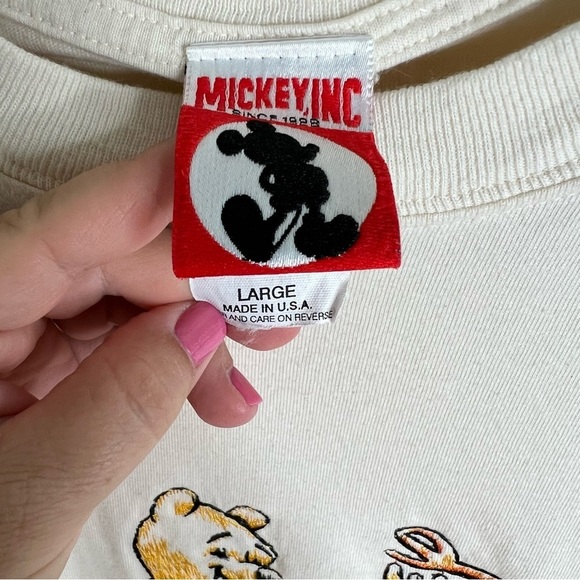 MICKEY, INC
SINCE 1928
LARGE
MADE IN U.S.A.
AND CARE ON REVERSE